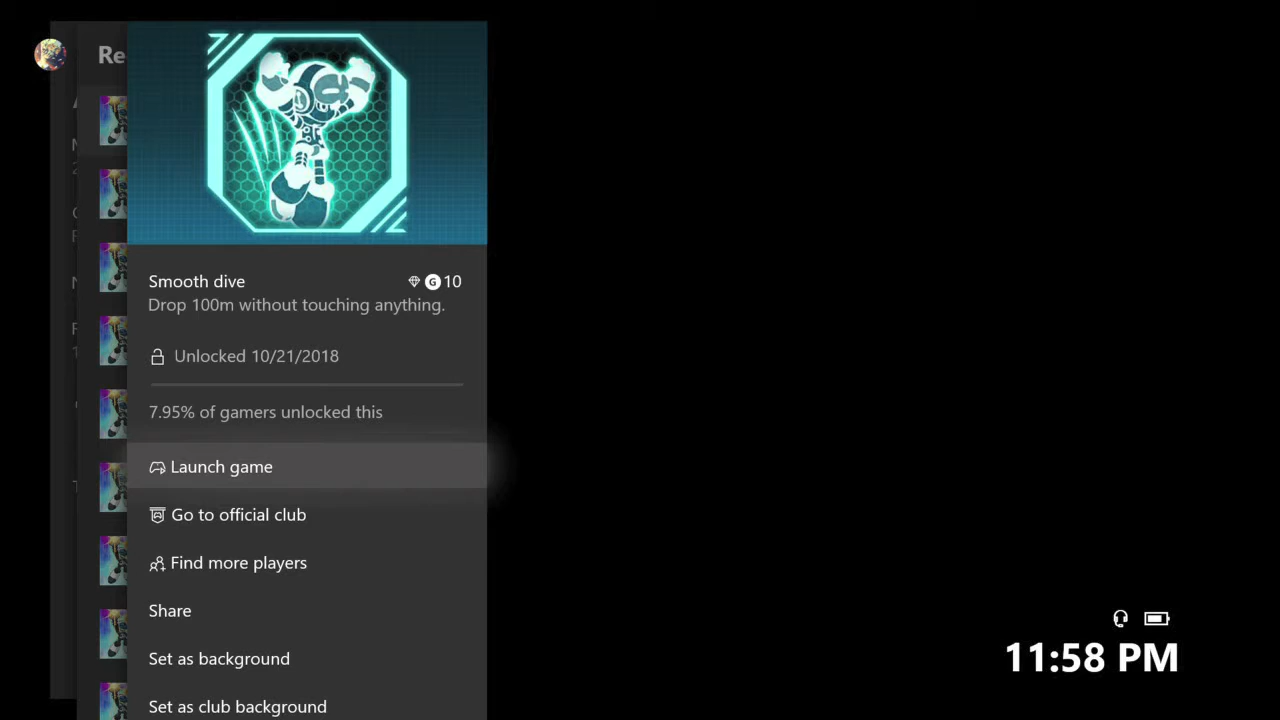 Re
Smooth dive
G 10
Drop 100m without touching anything.
Unlocked 10/21/2018
7.95% of gamers unlocked this
Launch game
Go to official club
Find more players
Share
Set as background
Set as club background
11:58 PM